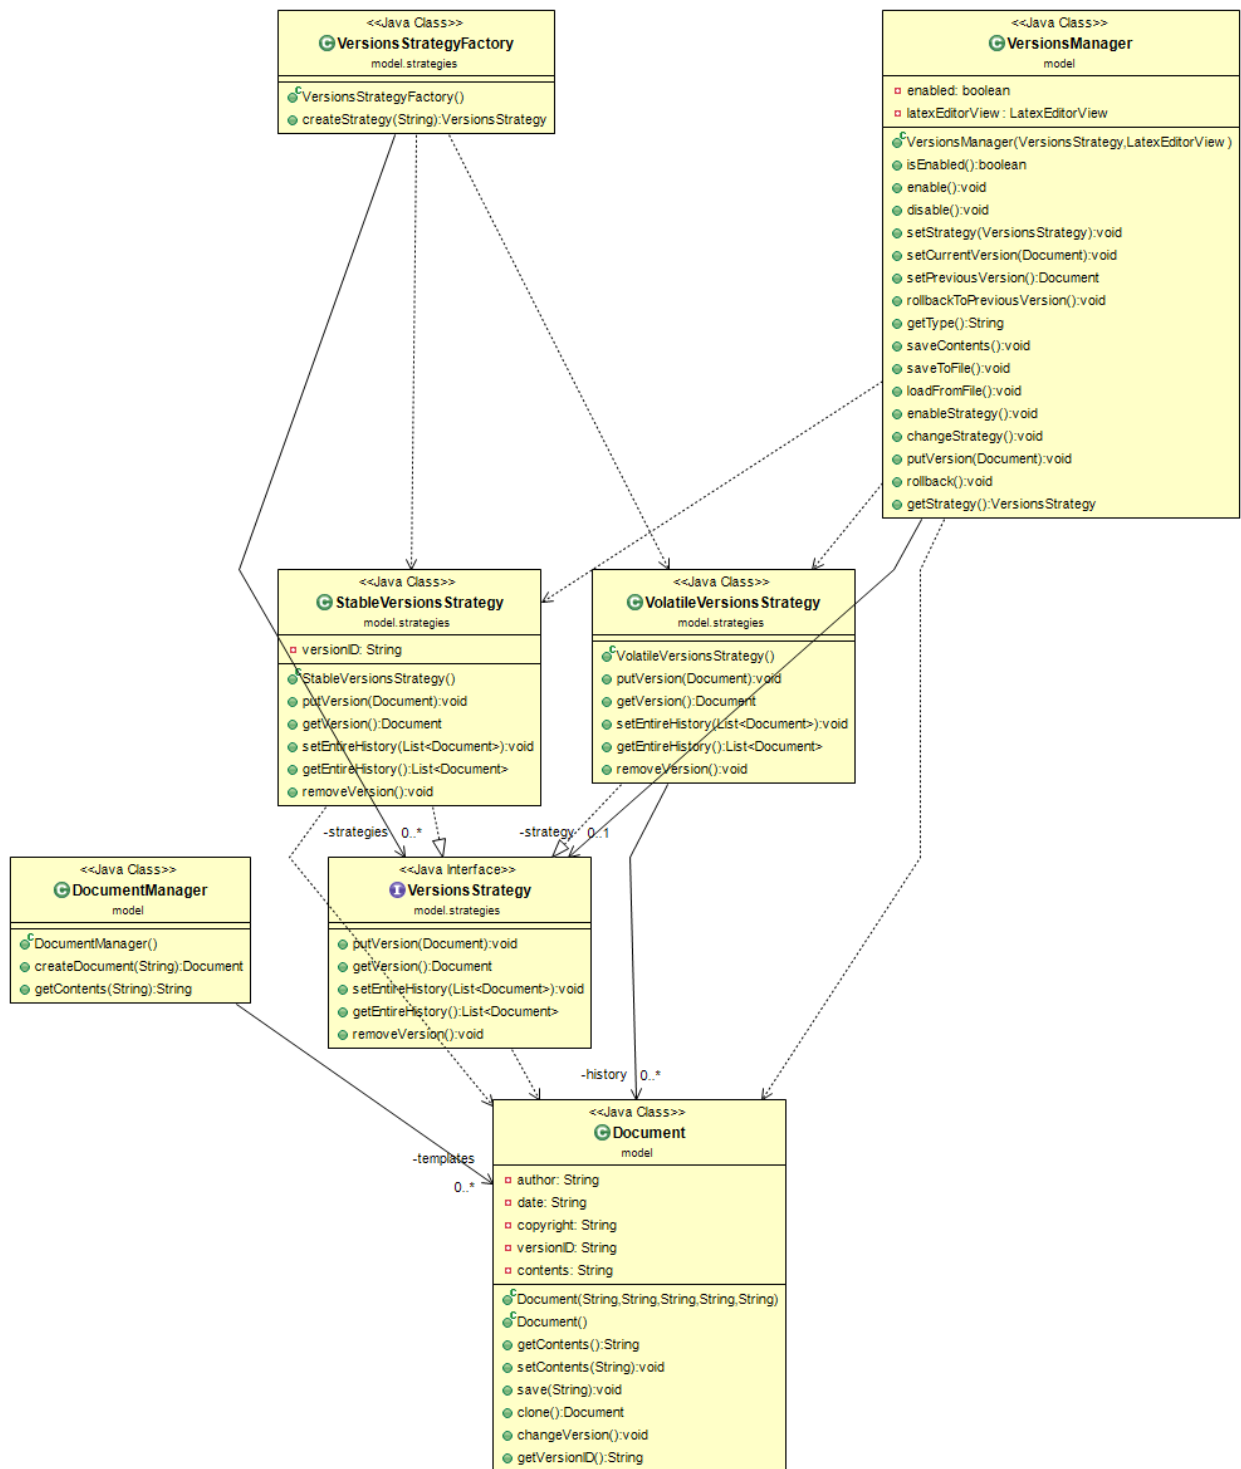 <<Java Class>>
VersionsStrategyFactory
model.strategies
VersionsStrategyFactory()
createStrategy(String):VersionsStrategy
<<Java Class>>
VersionsManager
model
enabled: boolean
latexEditorView : LatexEditorView
VersionsManager(VersionsStrategy,LatexEditorView )
isEnabled():boolean
enable():void
disable():void
setStrategy(VersionsStrategy):void
setCurrentVersion(Document):void
setPreviousVersion():Document
rollbackToPreviousVersion():void
getType():String
saveContents():void
saveToFile():void
loadFromFile():void
enableStrategy():void
changeStrategy():void
putVersion(Document):void
rollback():void
getStrategy():VersionsStrategy
<<Java Class>>
StableVersionsStrategy
model.strategies
versionID: String
StableVersionsStrategy()
putVersion(Document):void
getVersion():Document
setEntireHistory(List<Document>):void
getEntireHistory():List<Document>
removeVersion():void
<<Java Class>>
VolatileVersionsStrategy
model.strategies
VolatileVersionsStrategy()
putVersion(Document):void
getVersion():Document
setEntireHistory(List<Document>):void
getEntireHistory():List<Document>
removeVersion():void
-strategies 0..*
-strategy 0..1
<<Java Class>>
DocumentManager
model
DocumentManager()
createDocument(String):Document
getContents(String):String
<<Java Interface>>
VersionsStrategy
model.strategies
putVersion(Document):void
getVersion():Document
setEntireHistory(List<Document>):void
getEntireHistory():List<Document>
removeVersion():void
-history 0..*
-templates
0..*
<<Java Class>>
Document
model
author: String
date: String
copyright: String
versionID: String
contents: String
Document(String,String,String,String,String)
Document()
getContents():String
setContents(String):void
save(String):void
clone():Document
changeVersion():void
getVersionID():String